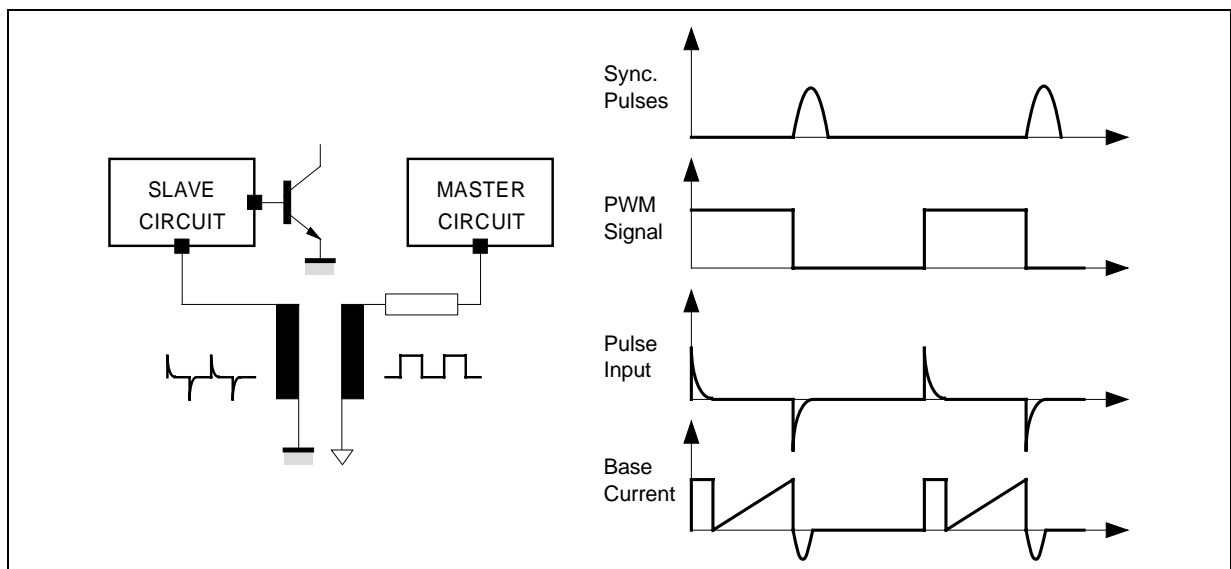 SLAVE
CIRCUIT
MASTER
CIRCUIT
Sync.
Pulses
PWM
Signal
Pulse
Input
Base
Current